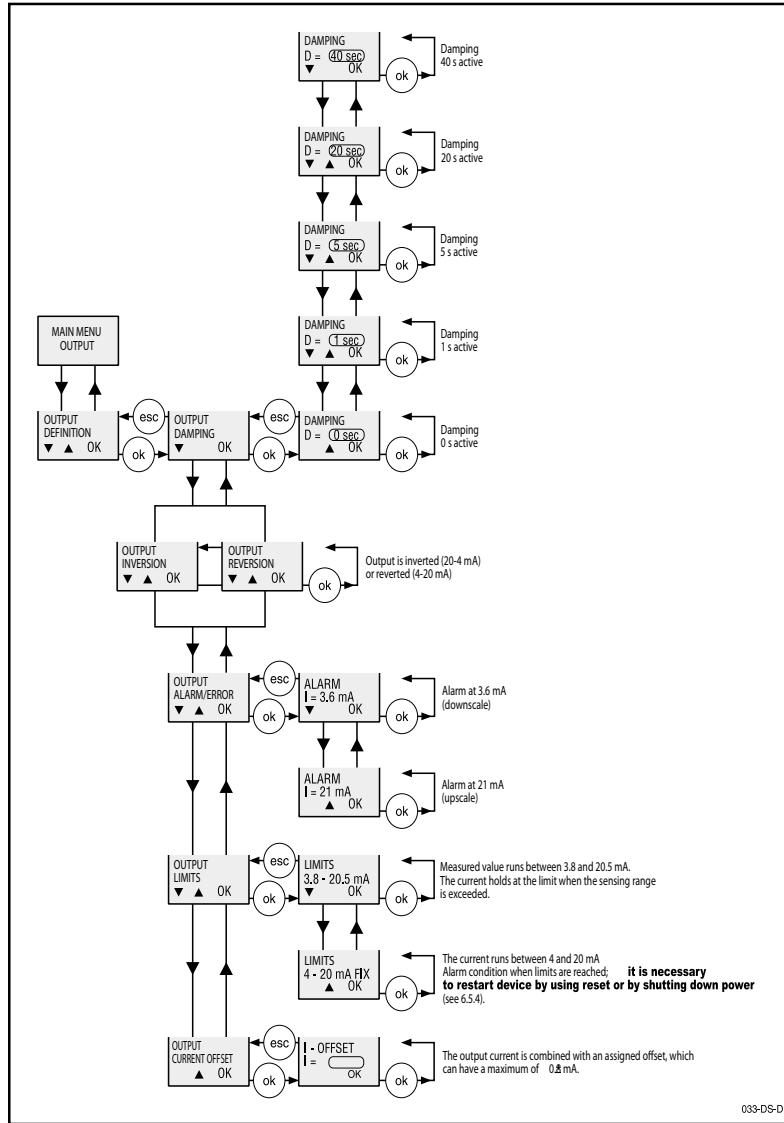 DAMPING
D = 40 sec
▼ OK
ok
Damping
40 s active
DAMPING
D = 20 sec
▼ ▲ OK
ok
Damping
20 s active
DAMPING
D = 5 sec
▼ ▲ OK
ok
Damping
5 s active
DAMPING
D = 1 sec
▼ ▲ OK
ok
Damping
1 s active
MAIN MENU
OUTPUT
OUTPUT
DEFINITION
▼ ▲ OK
esc
ok
OUTPUT
DAMPING
▼ OK
esc
ok
DAMPING
D = 0 sec
▲ OK
ok
Damping
0 s active
OUTPUT
INVERSION
▼ ▲ OK
OUTPUT
REVERSION
▼ ▲ OK
ok
Output is inverted (20-4 mA)
or reverted (4-20 mA)
OUTPUT
ALARM/ERROR
▼ ▲ OK
esc
ok
ALARM
I = 3.6 mA
▼ OK
ok
Alarm at 3.6 mA
(downscale)
ALARM
I = 21 mA
▲ OK
ok
Alarm at 21 mA
(upscale)
OUTPUT
LIMITS
▼ ▲ OK
esc
ok
LIMITS
3.8 - 20.5 mA
▼ OK
ok
Measured value runs between 3.8 and 20.5 mA.
The current holds at the limit when the sensing range
is exceeded.
LIMITS
4 - 20 mA FIX
▲ OK
ok
The current runs between 4 and 20 mA
Alarm condition when limits are reached; it is necessary
to restart device by using reset or by shutting down power
(see 6.5.4).
OUTPUT
CURRENT OFFSET
▲ OK
esc
ok
I - OFFSET
I =
OK
ok
The output current is combined with an assigned offset, which
can have a maximum of mA.
033-DS-D